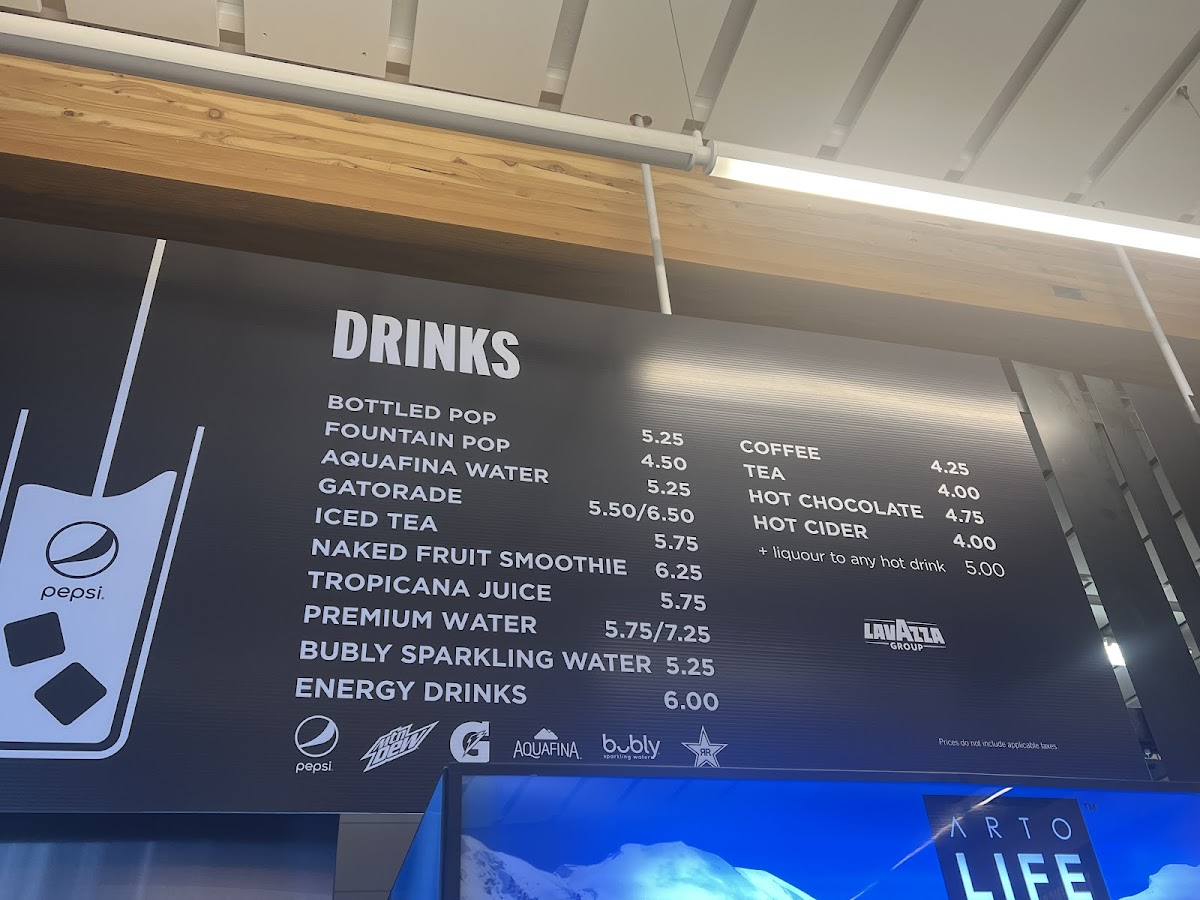 DRINKS
BOTTLED POP 5.25
FOUNTAIN POP 4.50
AQUAFINA WATER 5.25
GATORADE 5.50/6.50
ICED TEA 5.75
NAKED FRUIT SMOOTHIE 6.25
TROPICANA JUICE 5.75
PREMIUM WATER 5.75/7.25
BUBLY SPARKLING WATER 5.25
ENERGY DRINKS 6.00
COFFEE 4.25
TEA 4.00
HOT CHOCOLATE 4.75
HOT CIDER 4.00
+ liquour to any hot drink 5.00
LAVAZZA
GROUP
Prices do not include applicable taxes
pepsi.
pepsi.
mtn dew
G
AQUAFINA
bubly
sparkling water
R
ARTO
LIFE
TM